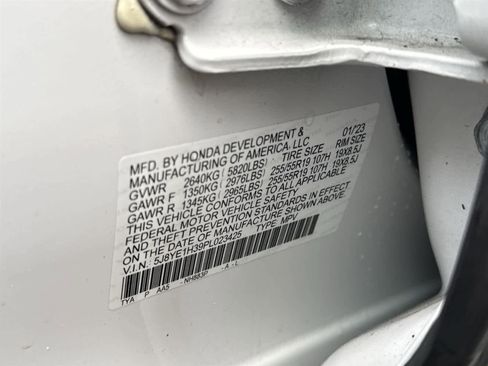 MFD. BY HONDA DEVELOPMENT & 01/23
MANUFACTURING OF AMERICA, LLC
GVWR 2640KG (5820LBS) TIRE SIZE RIM SIZE
GAWR F 1350KG (2976LBS) 255/55R19 107H 19X8.5J
GAWR R 1345KG (2965LBS) 255/55R19 107H 19X8.5J
THIS VEHICLE CONFORMS TO ALL APPLICABLE
FEDERAL MOTOR VEHICLE SAFETY
AND THEFT PREVENTION STANDARDS IN EFFECT
ON THE DATE OF MANUFACTURE SHOWN ABOVE.
V.I.N.: 5J8YE1H39PL023425 TYPE: MPV
TYA P AA5 -NH883P -A -L